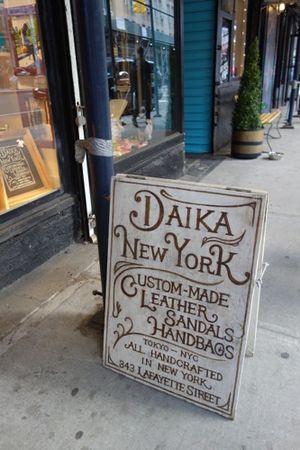 DAIKA
NEW YORK
CUSTOM-MADE
LEATHER
SANDALS
HANDBAGS
TOKYO - NYC
ALL HANDCRAFTED
IN NEW YORK
343 LAFAYETTE STREET